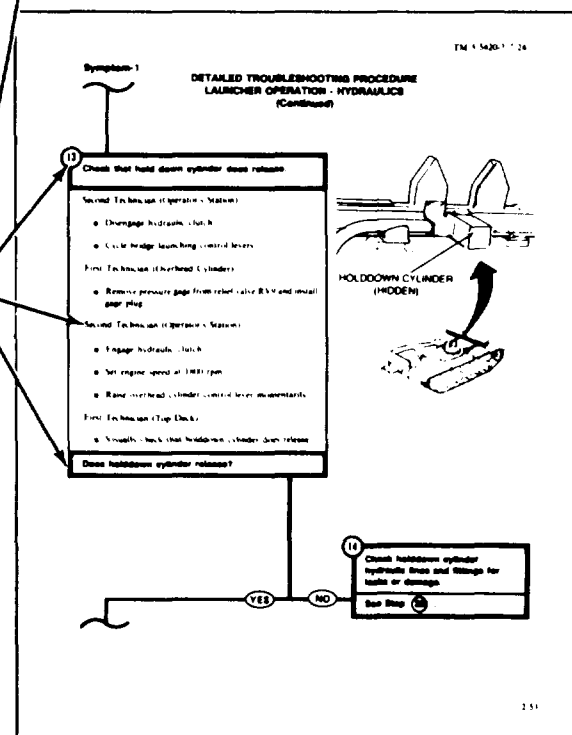 Symptom-1
DETAILED TROUBLESHOOTING PROCEDURE
LAUNCHER OPERATION - HYDRAULICS
(Continued)
13
Check that hold down cylinder does release
Second Technician (Operator's Station)
o Disengage hydraulic clutch
o Cycle bridge launching control levers
First Technician (Overhead Cylinder)
o Remove pressure gage from relief valve and install
gage plug
Second Technician (Operator's Station)
o Engage hydraulic clutch
o Set engine speed at rpm
o Raise overhead cylinder control lever momentarily
First Technician (Top Deck)
o Visually check that holddown cylinder does release
Does holddown cylinder release?
HOLDDOWN CYLINDER
(HIDDEN)
14
Check holddown cylinder
hydraulic lines and fittings for
leaks or damage.
See Step
YES
NO